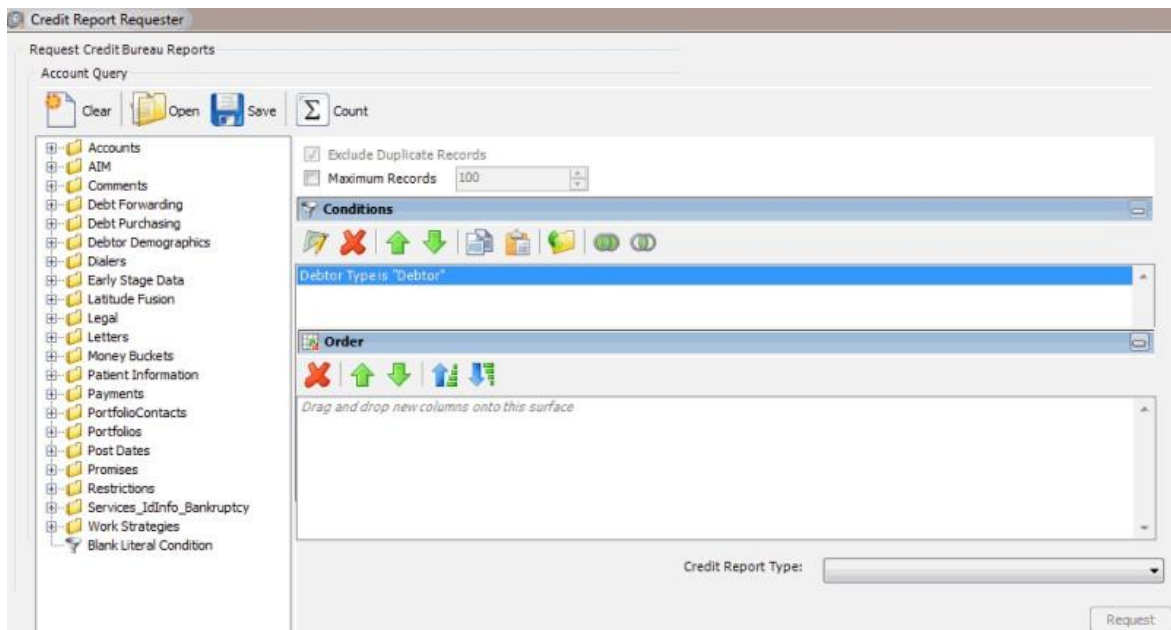 Credit Report Requester
Request Credit Bureau Reports
Account Query
Clear Open Save Σ Count
Accounts
AIM
Comments
Debt Forwarding
Debt Purchasing
Debtor Demographics
Dialers
Early Stage Data
Latitude Fusion
Legal
Letters
Money Buckets
Patient Information
Payments
PortfolioContacts
Portfolios
Post Dates
Promises
Restrictions
Services_IdInfo_Bankruptcy
Work Strategies
Blank Literal Condition
Exclude Duplicate Records
Maximum Records 100
Conditions
Debtor Type is "Debtor"
Order
Drag and drop new columns onto this surface
Credit Report Type:
Request